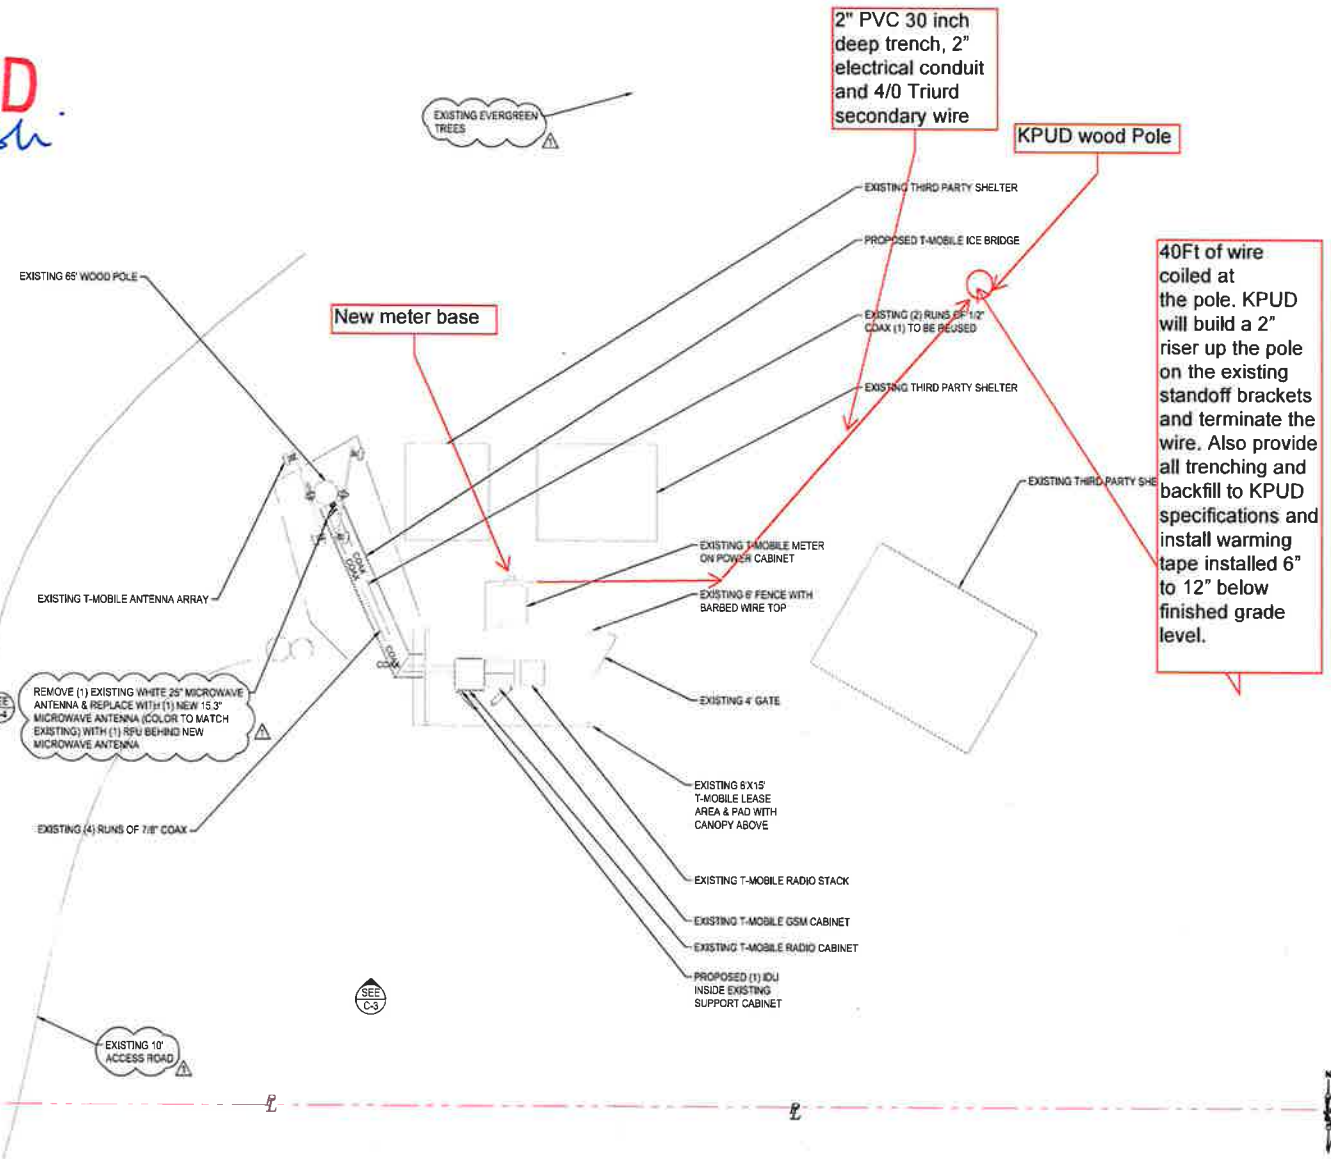 D
2" PVC 30 inch
deep trench, 2"
electrical conduit
and 4/0 Triurd
secondary wire
KPUD wood Pole
EXISTING EVERGREEN
TREES
1
EXISTING THIRD PARTY SHELTER
PROPOSED T-MOBILE ICE BRIDGE
EXISTING 65' WOOD POLE
New meter base
EXISTING (2) RUNS OF 1/2"
COAX (1) TO BE REUSED
EXISTING THIRD PARTY SHELTER
40Ft of wire
coiled at
the pole. KPUD
will build a 2"
riser up the pole
on the existing
standoff brackets
and terminate the
wire. Also provide
all trenching and
backfill to KPUD
specifications and
install warming
tape installed 6"
to 12" below
finished grade
level.
EXISTING THIRD PARTY SHE
COAX
COAX
EXISTING T-MOBILE METER
ON POWER CABINET
EXISTING T-MOBILE ANTENNA ARRAY
EXISTING 6' FENCE WITH
BARBED WIRE TOP
COAX
COAX
REMOVE (1) EXISTING WHITE 25" MICROWAVE
ANTENNA & REPLACE WITH (1) NEW 15.3"
MICROWAVE ANTENNA (COLOR TO MATCH
EXISTING) WITH (1) RFU BEHIND NEW
MICROWAVE ANTENNA
1
EXISTING 4' GATE
EXISTING 6'X15'
T-MOBILE LEASE
AREA & PAD WITH
CANOPY ABOVE
EXISTING (4) RUNS OF 7/8" COAX
EXISTING T-MOBILE RADIO STACK
EXISTING T-MOBILE GSM CABINET
EXISTING T-MOBILE RADIO CABINET
PROPOSED (1) IDU
INSIDE EXISTING
SUPPORT CABINET
SEE
C-3
EXISTING 10'
ACCESS ROAD
1
PL
PL
N